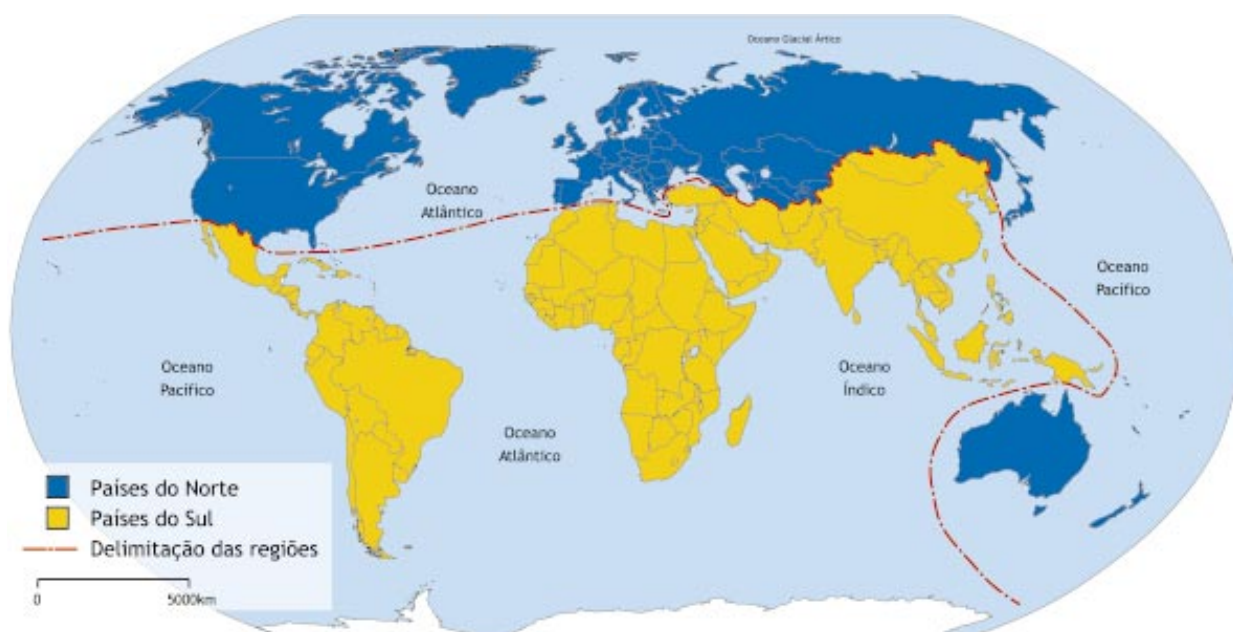 Oceano Glacial Ártico
Oceano
Atlântico
Oceano
Pacífico
Oceano
Pacífico
Oceano
Índico
Oceano
Atlântico
Países do Norte
Países do Sul
Delimitação das regiões
0 5000km